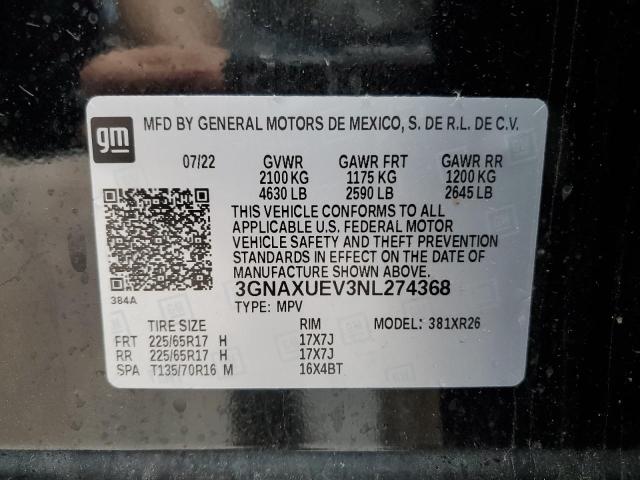 gm MFD BY GENERAL MOTORS DE MEXICO, S. DE R.L. DE C.V.
07/22 GVWR GAWR FRT GAWR RR
2100 KG 1175 KG 1200 KG
4630 LB 2590 LB 2645 LB
THIS VEHICLE CONFORMS TO ALL
APPLICABLE U.S. FEDERAL MOTOR
VEHICLE SAFETY AND THEFT PREVENTION
STANDARDS IN EFFECT ON THE DATE OF
MANUFACTURE SHOWN ABOVE.
384A 3GNAXUEV3NL274368
TYPE: MPV
TIRE SIZE RIM MODEL: 381XR26
FRT 225/65R17 H 17X7J
RR 225/65R17 H 17X7J
SPA T135/70R16 M 16X4BT